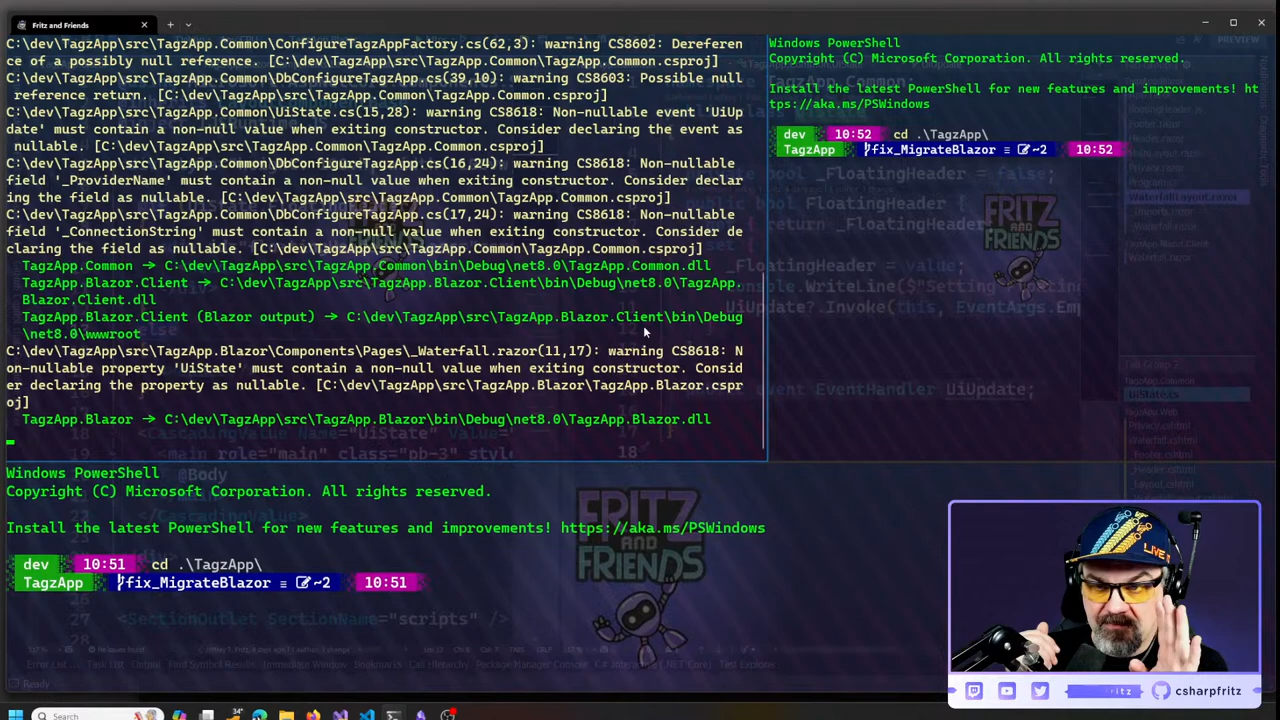 Fritz and Friends
C:\dev\TagzApp\src\TagzApp.Common\ConfigureTagzAppFactory.cs(62,3): warning CS8602: Dereferen
ce of a possibly null reference. [C:\dev\TagzApp\src\TagzApp.Common\TagzApp.Common.csproj]
C:\dev\TagzApp\src\TagzApp.Common\DbConfigureTagzApp.cs(39,10): warning CS8603: Possible null
reference return. [C:\dev\TagzApp\src\TagzApp.Common\TagzApp.Common.csproj]
C:\dev\TagzApp\src\TagzApp.Common\UiState.cs(15,28): warning CS8618: Non-nullable event 'UiUp
date' must contain a non-null value when exiting constructor. Consider declaring the event as
nullable. [C:\dev\TagzApp\src\TagzApp.Common\TagzApp.Common.csproj]
C:\dev\TagzApp\src\TagzApp.Common\DbConfigureTagzApp.cs(16,24): warning CS8618: Non-nullable
field '_ProviderName' must contain a non-null value when exiting constructor. Consider declar
ing the field as nullable. [C:\dev\TagzApp\src\TagzApp.Common\TagzApp.Common.csproj]
C:\dev\TagzApp\src\TagzApp.Common\DbConfigureTagzApp.cs(17,24): warning CS8618: Non-nullable
field '_ConnectionString' must contain a non-null value when exiting constructor. Consider de
claring the field as nullable. [C:\dev\TagzApp\src\TagzApp.Common\TagzApp.Common.csproj]
TagzApp.Common -> C:\dev\TagzApp\src\TagzApp.Common\bin\Debug\net8.0\TagzApp.Common.dll
TagzApp.Blazor.Client -> C:\dev\TagzApp\src\TagzApp.Blazor.Client\bin\Debug\net8.0\TagzApp.
Blazor.Client.dll
TagzApp.Blazor.Client (Blazor output) -> C:\dev\TagzApp\src\TagzApp.Blazor.Client\bin\Debug
\net8.0\wwwroot
C:\dev\TagzApp\src\TagzApp.Blazor\Components\Pages\_Waterfall.razor(11,17): warning CS8618: N
on-nullable property 'UiState' must contain a non-null value when exiting constructor. Consid
er declaring the property as nullable. [C:\dev\TagzApp\src\TagzApp.Blazor\TagzApp.Blazor.cspr
oj]
TagzApp.Blazor -> C:\dev\TagzApp\src\TagzApp.Blazor\bin\Debug\net8.0\TagzApp.Blazor.dll
Windows PowerShell
Copyright (C) Microsoft Corporation. All rights reserved.
Install the latest PowerShell for new features and improvements! ht
tps://aka.ms/PSWindows
dev 10:52 cd .\TagzApp\
TagzApp fix_MigrateBlazor ≡ ~2 10:52
Windows PowerShell
Copyright (C) Microsoft Corporation. All rights reserved.
Install the latest PowerShell for new features and improvements! https://aka.ms/PSWindows
dev 10:51 cd .\TagzApp\
TagzApp fix_MigrateBlazor ≡ ~2 10:51
FRITZ
AND
FRIENDS
FRITZ
AND
FRIENDS
@Body
</CascadingValue>
27 <SectionOutlet SectionName="scripts" />
28
Ready
LIVE
csharpfritz
Search
34°